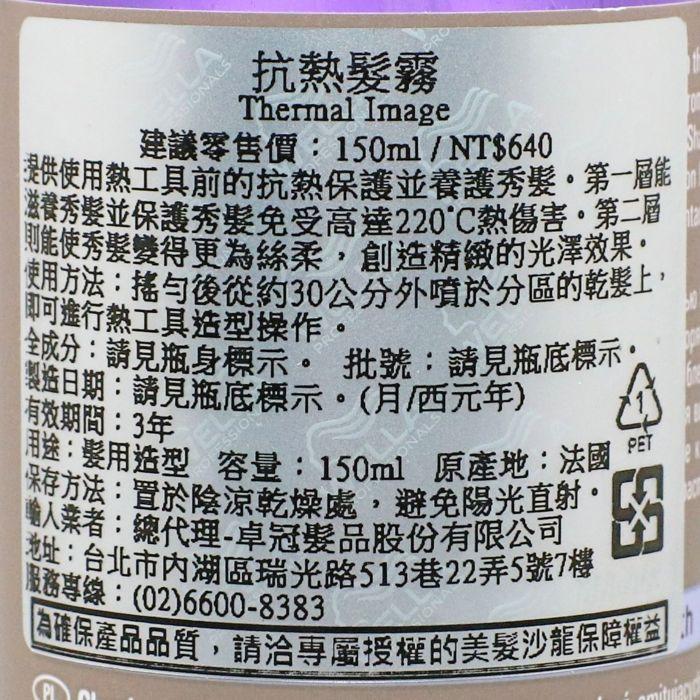 抗熱髮霧
Thermal Image
建議零售價：150ml / NT$640
提供使用熱工具前的抗熱保護並養護秀髮。第一層能
滋養秀髮並保護秀髮免受高達220°C熱傷害。第二層
則能使秀髮變得更為絲柔，創造精緻的光澤效果。
使用方法：搖勻後從約30公分外噴於分區的乾髮上，
即可進行熱工具造型操作。
全成分：請見瓶身標示。 批號：請見瓶底標示。
製造日期：請見瓶底標示。(月/西元年)
有效期間：3年
用途：髮用造型 容量：150ml 原產地：法國
保存方法：置於陰涼乾燥處，避免陽光直射。
輸入業者：總代理-卓冠髮品股份有限公司
地址：台北市內湖區瑞光路513巷22弄5號7樓
服務專線：(02)6600-8383
為確保產品品質，請洽專屬授權的美髮沙龍保障權益
1
PET
PL